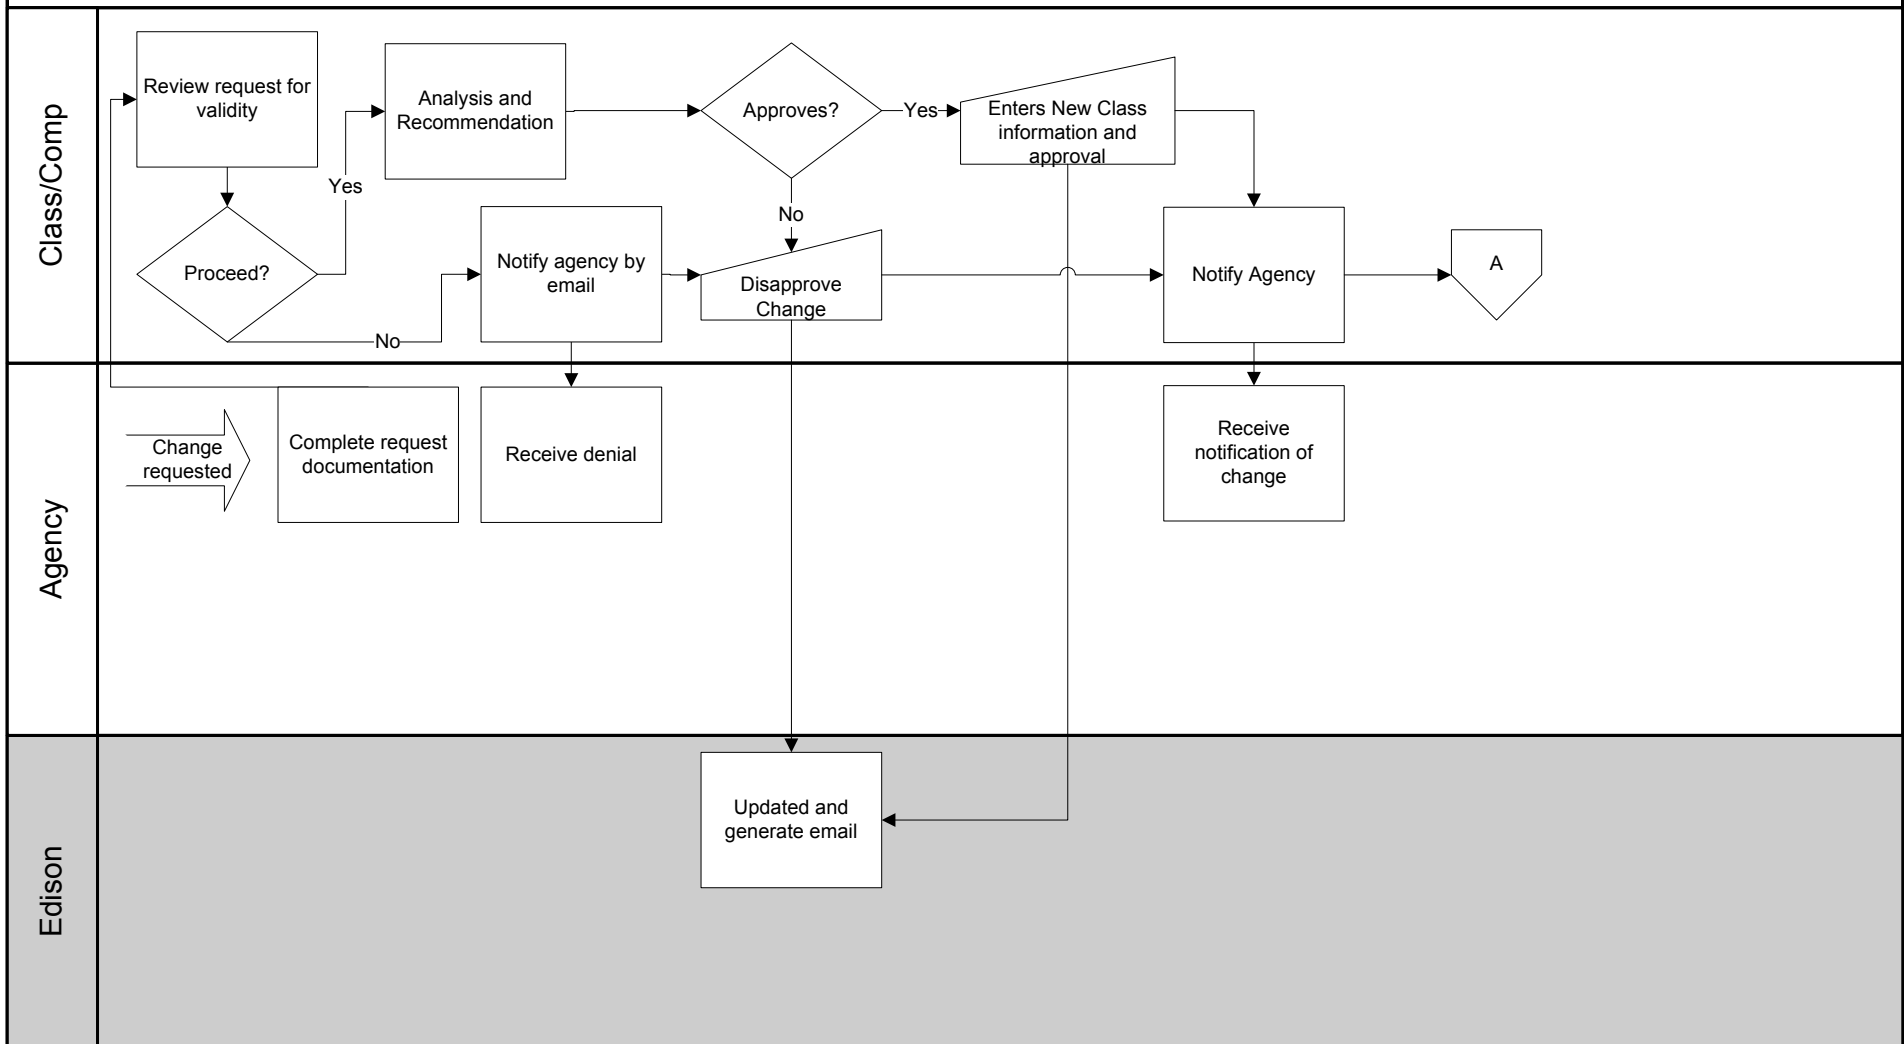 Class/Comp
Review request for
validity
Analysis and
Recommendation
Approves?
Yes
Enters New Class
information and
approval
Yes
No
Proceed?
Notify agency by
email
Disapprove
Change
Notify Agency
A
No
Agency
Change
requested
Complete request
documentation
Receive denial
Receive
notification of
change
Edison
Updated and
generate email